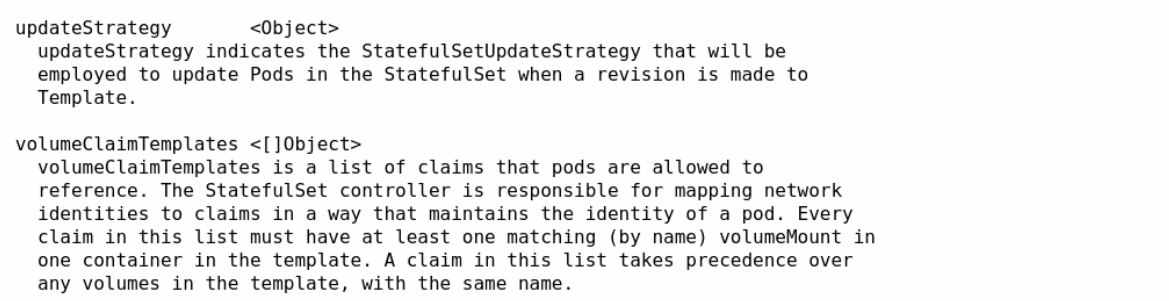 updateStrategy       <Object>
  updateStrategy indicates the StatefulSetUpdateStrategy that will be
  employed to update Pods in the StatefulSet when a revision is made to
  Template.

volumeClaimTemplates <[]Object>
  volumeClaimTemplates is a list of claims that pods are allowed to
  reference. The StatefulSet controller is responsible for mapping network
  identities to claims in a way that maintains the identity of a pod. Every
  claim in this list must have at least one matching (by name) volumeMount in
  one container in the template. A claim in this list takes precedence over
  any volumes in the template, with the same name.